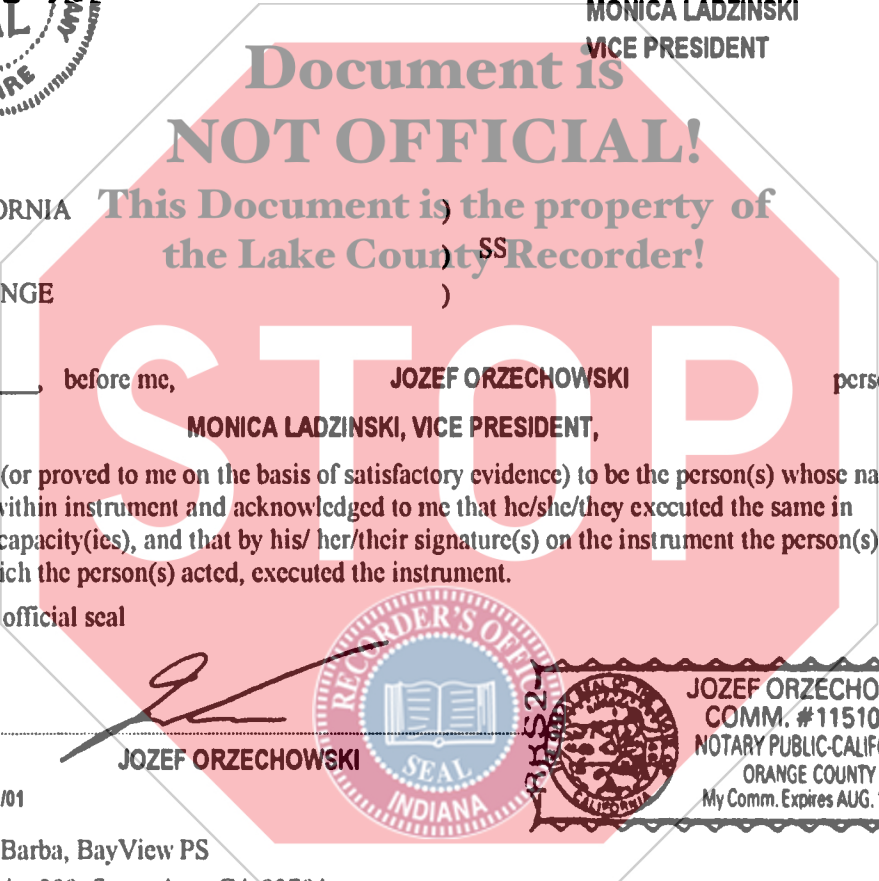 MONICA LADZINSKI
VICE PRESIDENT
Document is
NOT OFFICIAL!
This Document is the property of
the Lake County Recorder!
ORNIA )
) SS
NGE )
STOP
, before me, JOZEF ORZECHOWSKI perso
MONICA LADZINSKI, VICE PRESIDENT,
(or proved to me on the basis of satisfactory evidence) to be the person(s) whose na
within instrument and acknowledged to me that he/she/they executed the same in
capacity(ies), and that by his/ her/their signature(s) on the instrument the person(s)
ich the person(s) acted, executed the instrument.
official seal
RECORDER'S OFFICE
SEAL
INDIANA
JOZEF ORZECHOWSKI
JOZEF ORZECHO
COMM. #11510
NOTARY PUBLIC-CALIF
ORANGE COUNTY
My Comm. Expires AUG.
CALIFORNIA
/01
Barba, BayView PS